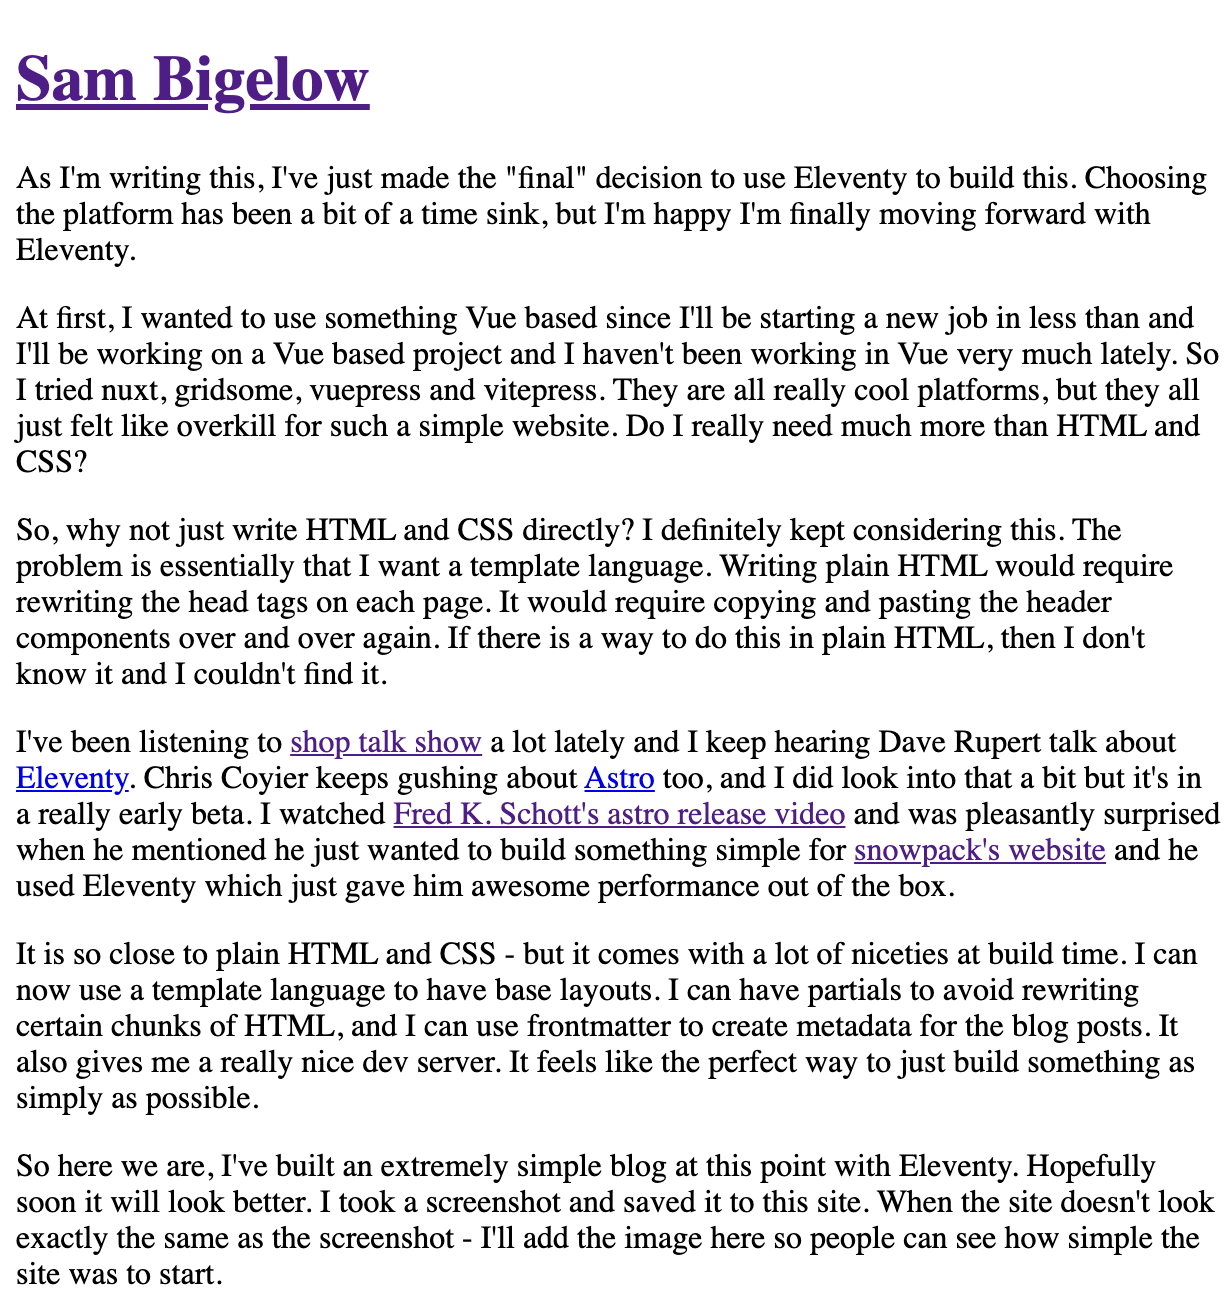 Sam Bigelow
As I'm writing this, I've just made the "final" decision to use Eleventy to build this. Choosing
the platform has been a bit of a time sink, but I'm happy I'm finally moving forward with
Eleventy.
At first, I wanted to use something Vue based since I'll be starting a new job in less than and
I'll be working on a Vue based project and I haven't been working in Vue very much lately. So
I tried nuxt, gridsome, vuepress and vitepress. They are all really cool platforms, but they all
just felt like overkill for such a simple website. Do I really need much more than HTML and
CSS?
So, why not just write HTML and CSS directly? I definitely kept considering this. The
problem is essentially that I want a template language. Writing plain HTML would require
rewriting the head tags on each page. It would require copying and pasting the header
components over and over again. If there is a way to do this in plain HTML, then I don't
know it and I couldn't find it.
I've been listening to shop talk show a lot lately and I keep hearing Dave Rupert talk about
Eleventy. Chris Coyier keeps gushing about Astro too, and I did look into that a bit but it's in
a really early beta. I watched Fred K. Schott's astro release video and was pleasantly surprised
when he mentioned he just wanted to build something simple for snowpack's website and he
used Eleventy which just gave him awesome performance out of the box.
It is so close to plain HTML and CSS - but it comes with a lot of niceties at build time. I can
now use a template language to have base layouts. I can have partials to avoid rewriting
certain chunks of HTML, and I can use frontmatter to create metadata for the blog posts. It
also gives me a really nice dev server. It feels like the perfect way to just build something as
simply as possible.
So here we are, I've built an extremely simple blog at this point with Eleventy. Hopefully
soon it will look better. I took a screenshot and saved it to this site. When the site doesn't look
exactly the same as the screenshot - I'll add the image here so people can see how simple the
site was to start.